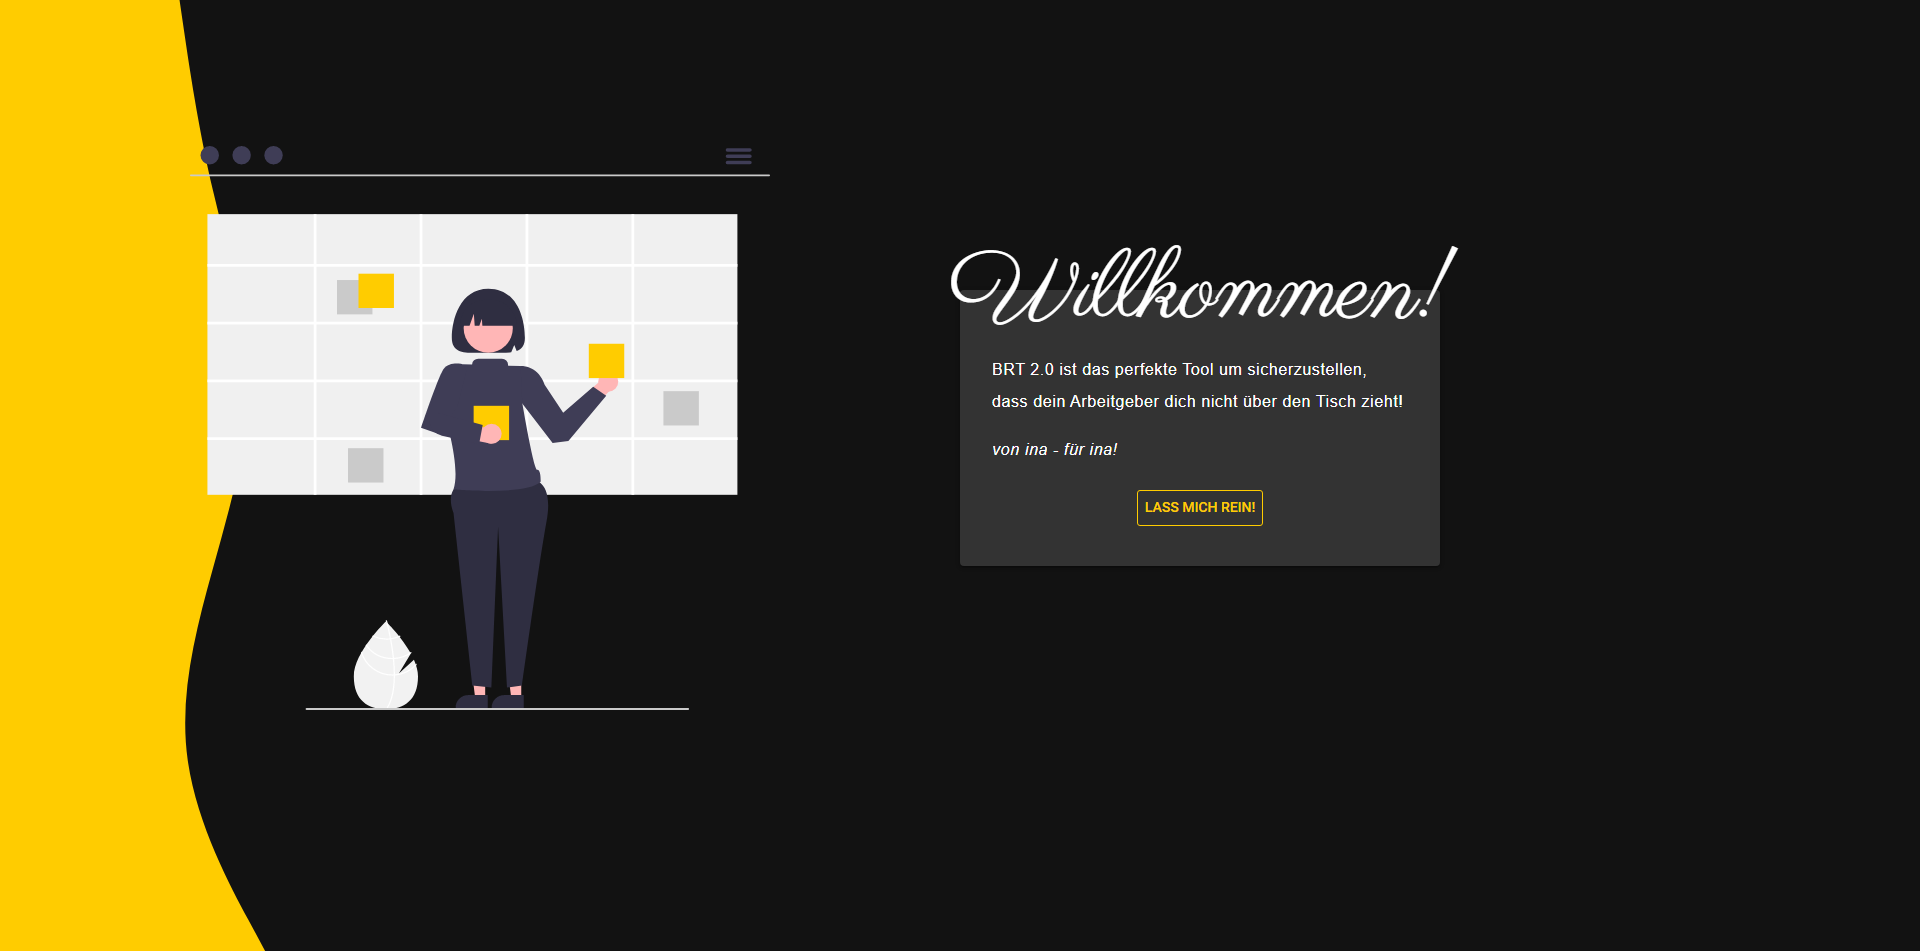 Willkommen!
BRT 2.0 ist das perfekte Tool um sicherzustellen,
dass dein Arbeitgeber dich nicht über den Tisch zieht!
von ina - für ina!
LASS MICH REIN!